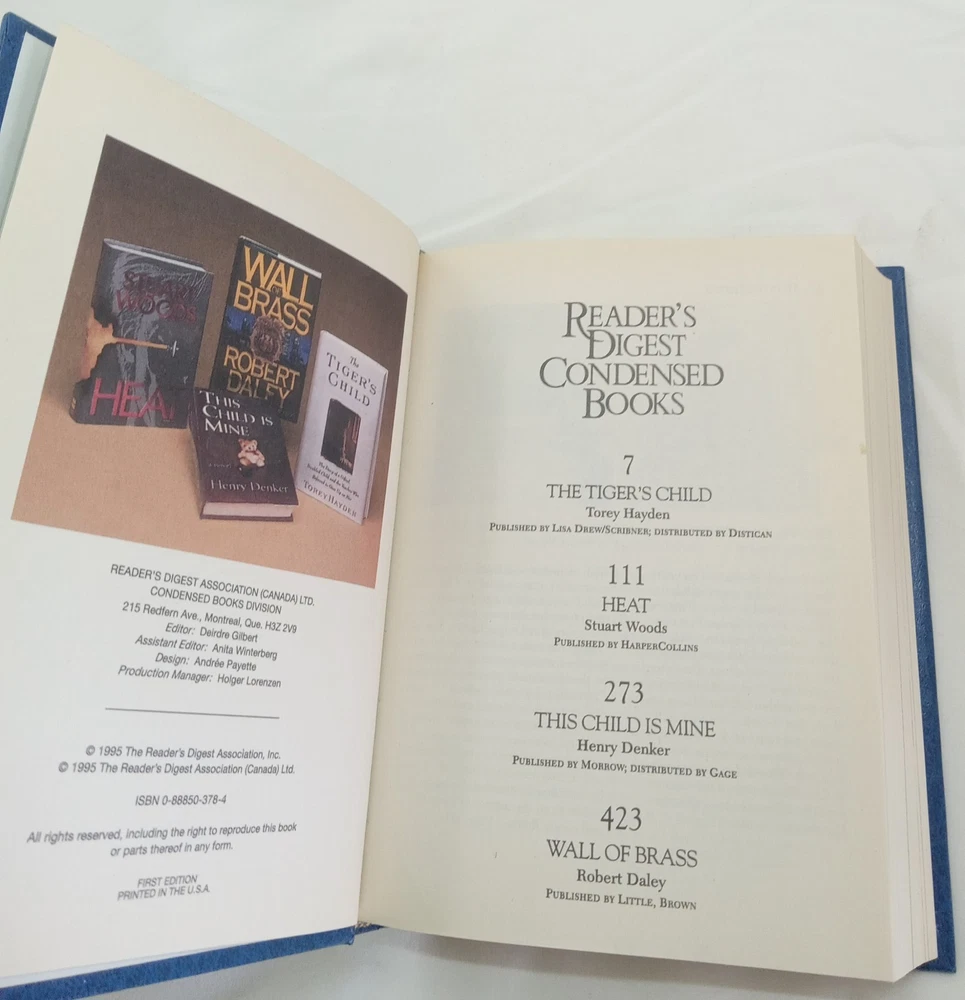 STUART
WOODS
HEAT
WALL
OF
BRASS
ROBERT
DALEY
THIS
CHILD IS
MINE
Henry Denker
The
TIGER'S
CHILD
TOREY HAYDEN
READER'S DIGEST ASSOCIATION (CANADA) LTD.
CONDENSED BOOKS DIVISION
215 Redfern Ave., Montreal, Que. H3Z 2V9
Editor: Deirdre Gilbert
Assistant Editor: Anita Winterberg
Design: Andrée Payette
Production Manager: Holger Lorenzen
© 1995 The Reader's Digest Association, Inc.
© 1995 The Reader's Digest Association (Canada) Ltd.
ISBN 0-88850-378-4
All rights reserved, including the right to reproduce this book
or parts thereof in any form.
FIRST EDITION
PRINTED IN THE U.S.A.
READER'S
DIGEST
CONDENSED
BOOKS
7
THE TIGER'S CHILD
Torey Hayden
PUBLISHED BY LISA DREW/SCRIBNER; DISTRIBUTED BY DISTICAN
111
HEAT
Stuart Woods
PUBLISHED BY HARPERCOLLINS
273
THIS CHILD IS MINE
Henry Denker
PUBLISHED BY MORROW; DISTRIBUTED BY GAGE
423
WALL OF BRASS
Robert Daley
PUBLISHED BY LITTLE, BROWN